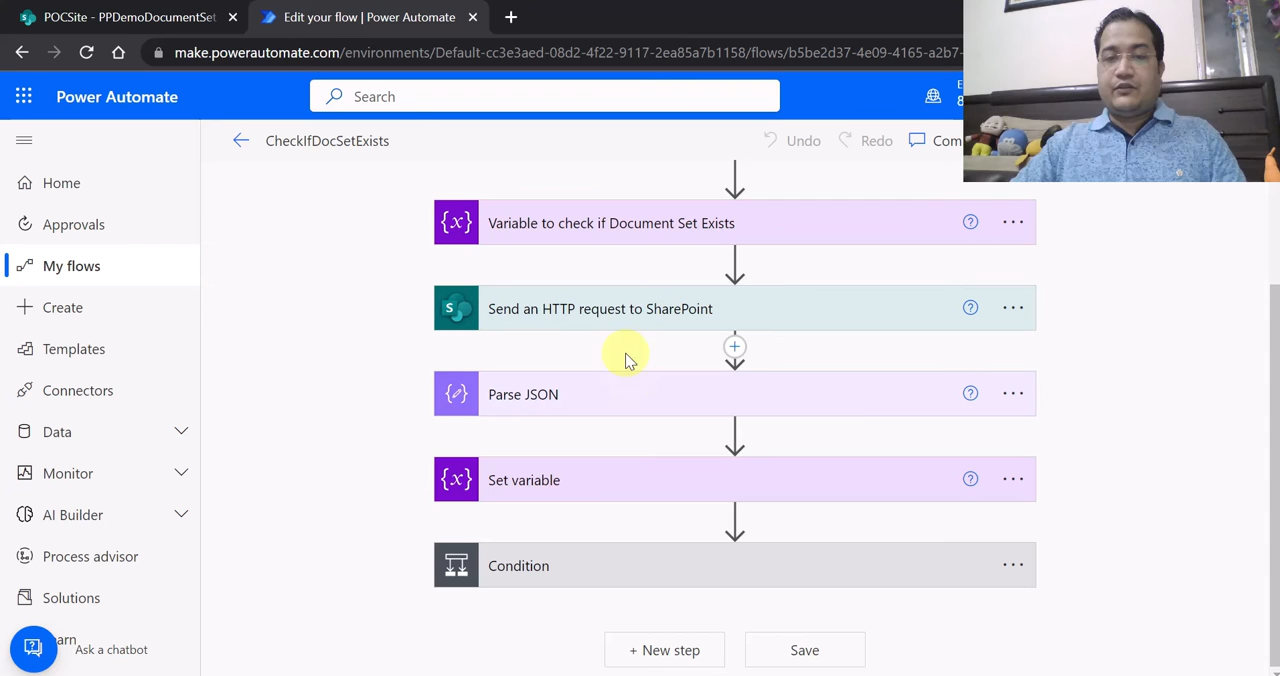 POCSite - PPDemoDocumentSet
Edit your flow | Power Automate
make.powerautomate.com/environments/Default-cc3e3aed-08d2-4f22-9117-2ea85a7b1158/flows/b5be2d37-4e09-4165-a2b7-
Power Automate
Search
CheckIfDocSetExists
Undo
Redo
Home
Approvals
My flows
Create
Templates
Connectors
Data
Monitor
AI Builder
Process advisor
Solutions
Ask a chatbot
{x} Variable to check if Document Set Exists
S Send an HTTP request to SharePoint
Parse JSON
{x} Set variable
Condition
+ New step
Save